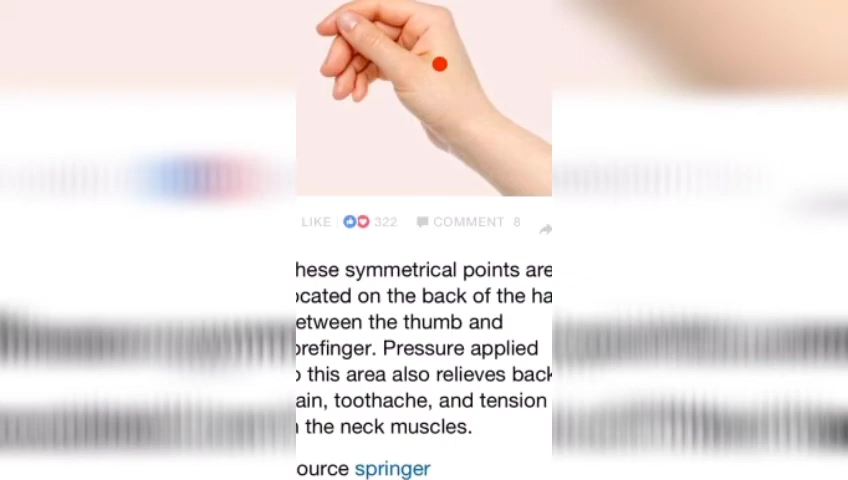 LIKE 322 COMMENT 8
hese symmetrical points are
ocated on the back of the ha
etween the thumb and
orefinger. Pressure applied
o this area also relieves back
ain, toothache, and tension
n the neck muscles.
ource springer